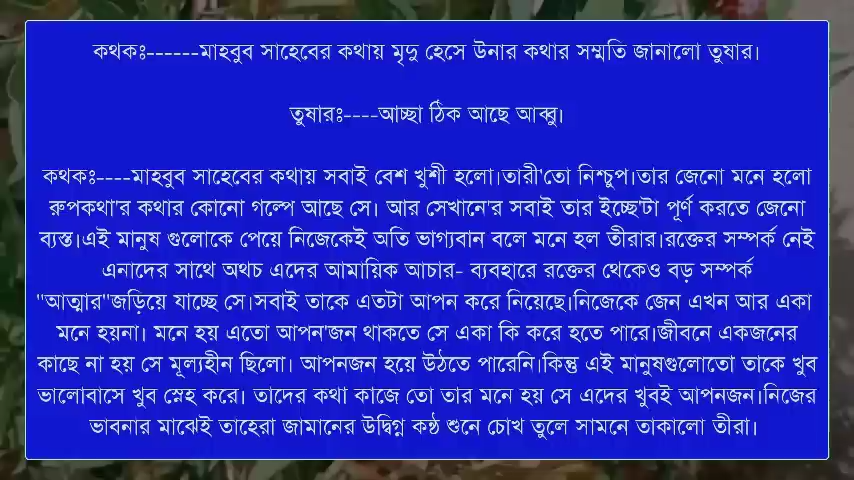 কথকঃ------মাহবুব সাহেবের কথায় মৃদু হেসে উনার কথার সম্মতি জানালো তুষার।
তুষারঃ----আচ্ছা ঠিক আছে আব্বু।
কথকঃ----মাহবুব সাহেবের কথায় সবাই বেশ খুশী হলো।তারী'তো নিশ্চুপ।তার জেনো মনে হলো
রুপকথা'র কথার কোনো গল্পে আছে সে। আর সেখানে'র সবাই তার ইচ্ছে'টা পূর্ণ করতে জেনো
ব্যস্ত।এই মানুষ গুলোকে পেয়ে নিজেকেই অতি ভাগ্যবান বলে মনে হল তীরার।রক্তের সম্পর্ক নেই
এনাদের সাথে অথচ এদের আমায়িক আচার- ব্যবহারে রক্তের থেকেও বড় সম্পর্ক
"আত্মার"জড়িয়ে যাচ্ছে সে।সবাই তাকে এতটা আপন করে নিয়েছে।নিজেকে জেন এখন আর একা
মনে হয়না। মনে হয় এতো আপন'জন থাকতে সে একা কি করে হতে পারে।জীবনে একজনের
কাছে না হয় সে মূল্যহীন ছিলো। আপনজন হয়ে উঠতে পারেনি।কিন্তু এই মানুষগুলোতো তাকে খুব
ভালোবাসে খুব স্নেহ করে। তাদের কথা কাজে তো তার মনে হয় সে এদের খুবই আপনজন।নিজের
ভাবনার মাঝেই তাহেরা জামানের উদ্বিগ্ন কন্ঠ শুনে চোখ তুলে সামনে তাকালো তীরা।